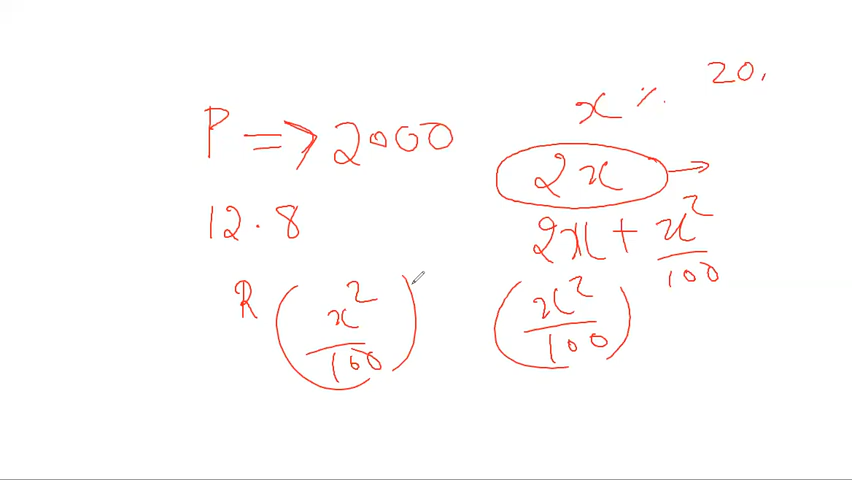 20.
x %
P => 2000
2x →
12.8
2x + x²/100
R (x²/100)
(x²/100)